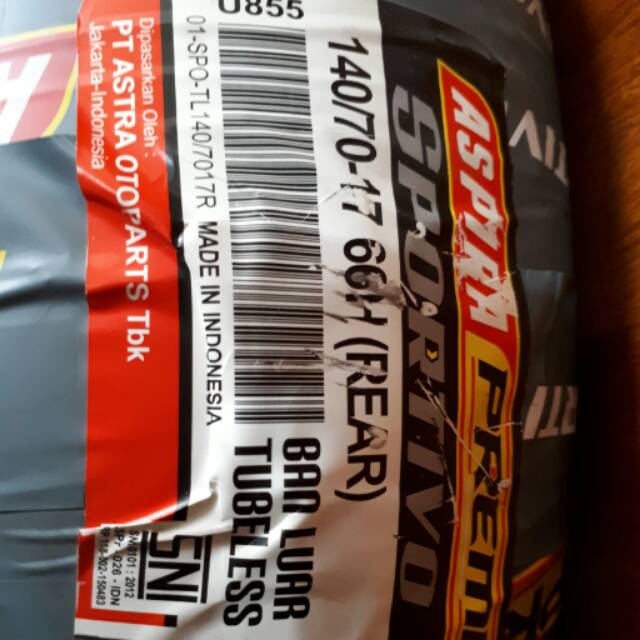 ASPIRA PREMI
SPORTIVO
140/70-17 66H (REAR)
U855
BAN LUAR
TUBELESS
01-SPO-TL140/7017R MADE IN INDONESIA
Dipasarkan Oleh :
PT ASTRA OTOPARTS Tbk
Jakarta-Indonesia
SNI